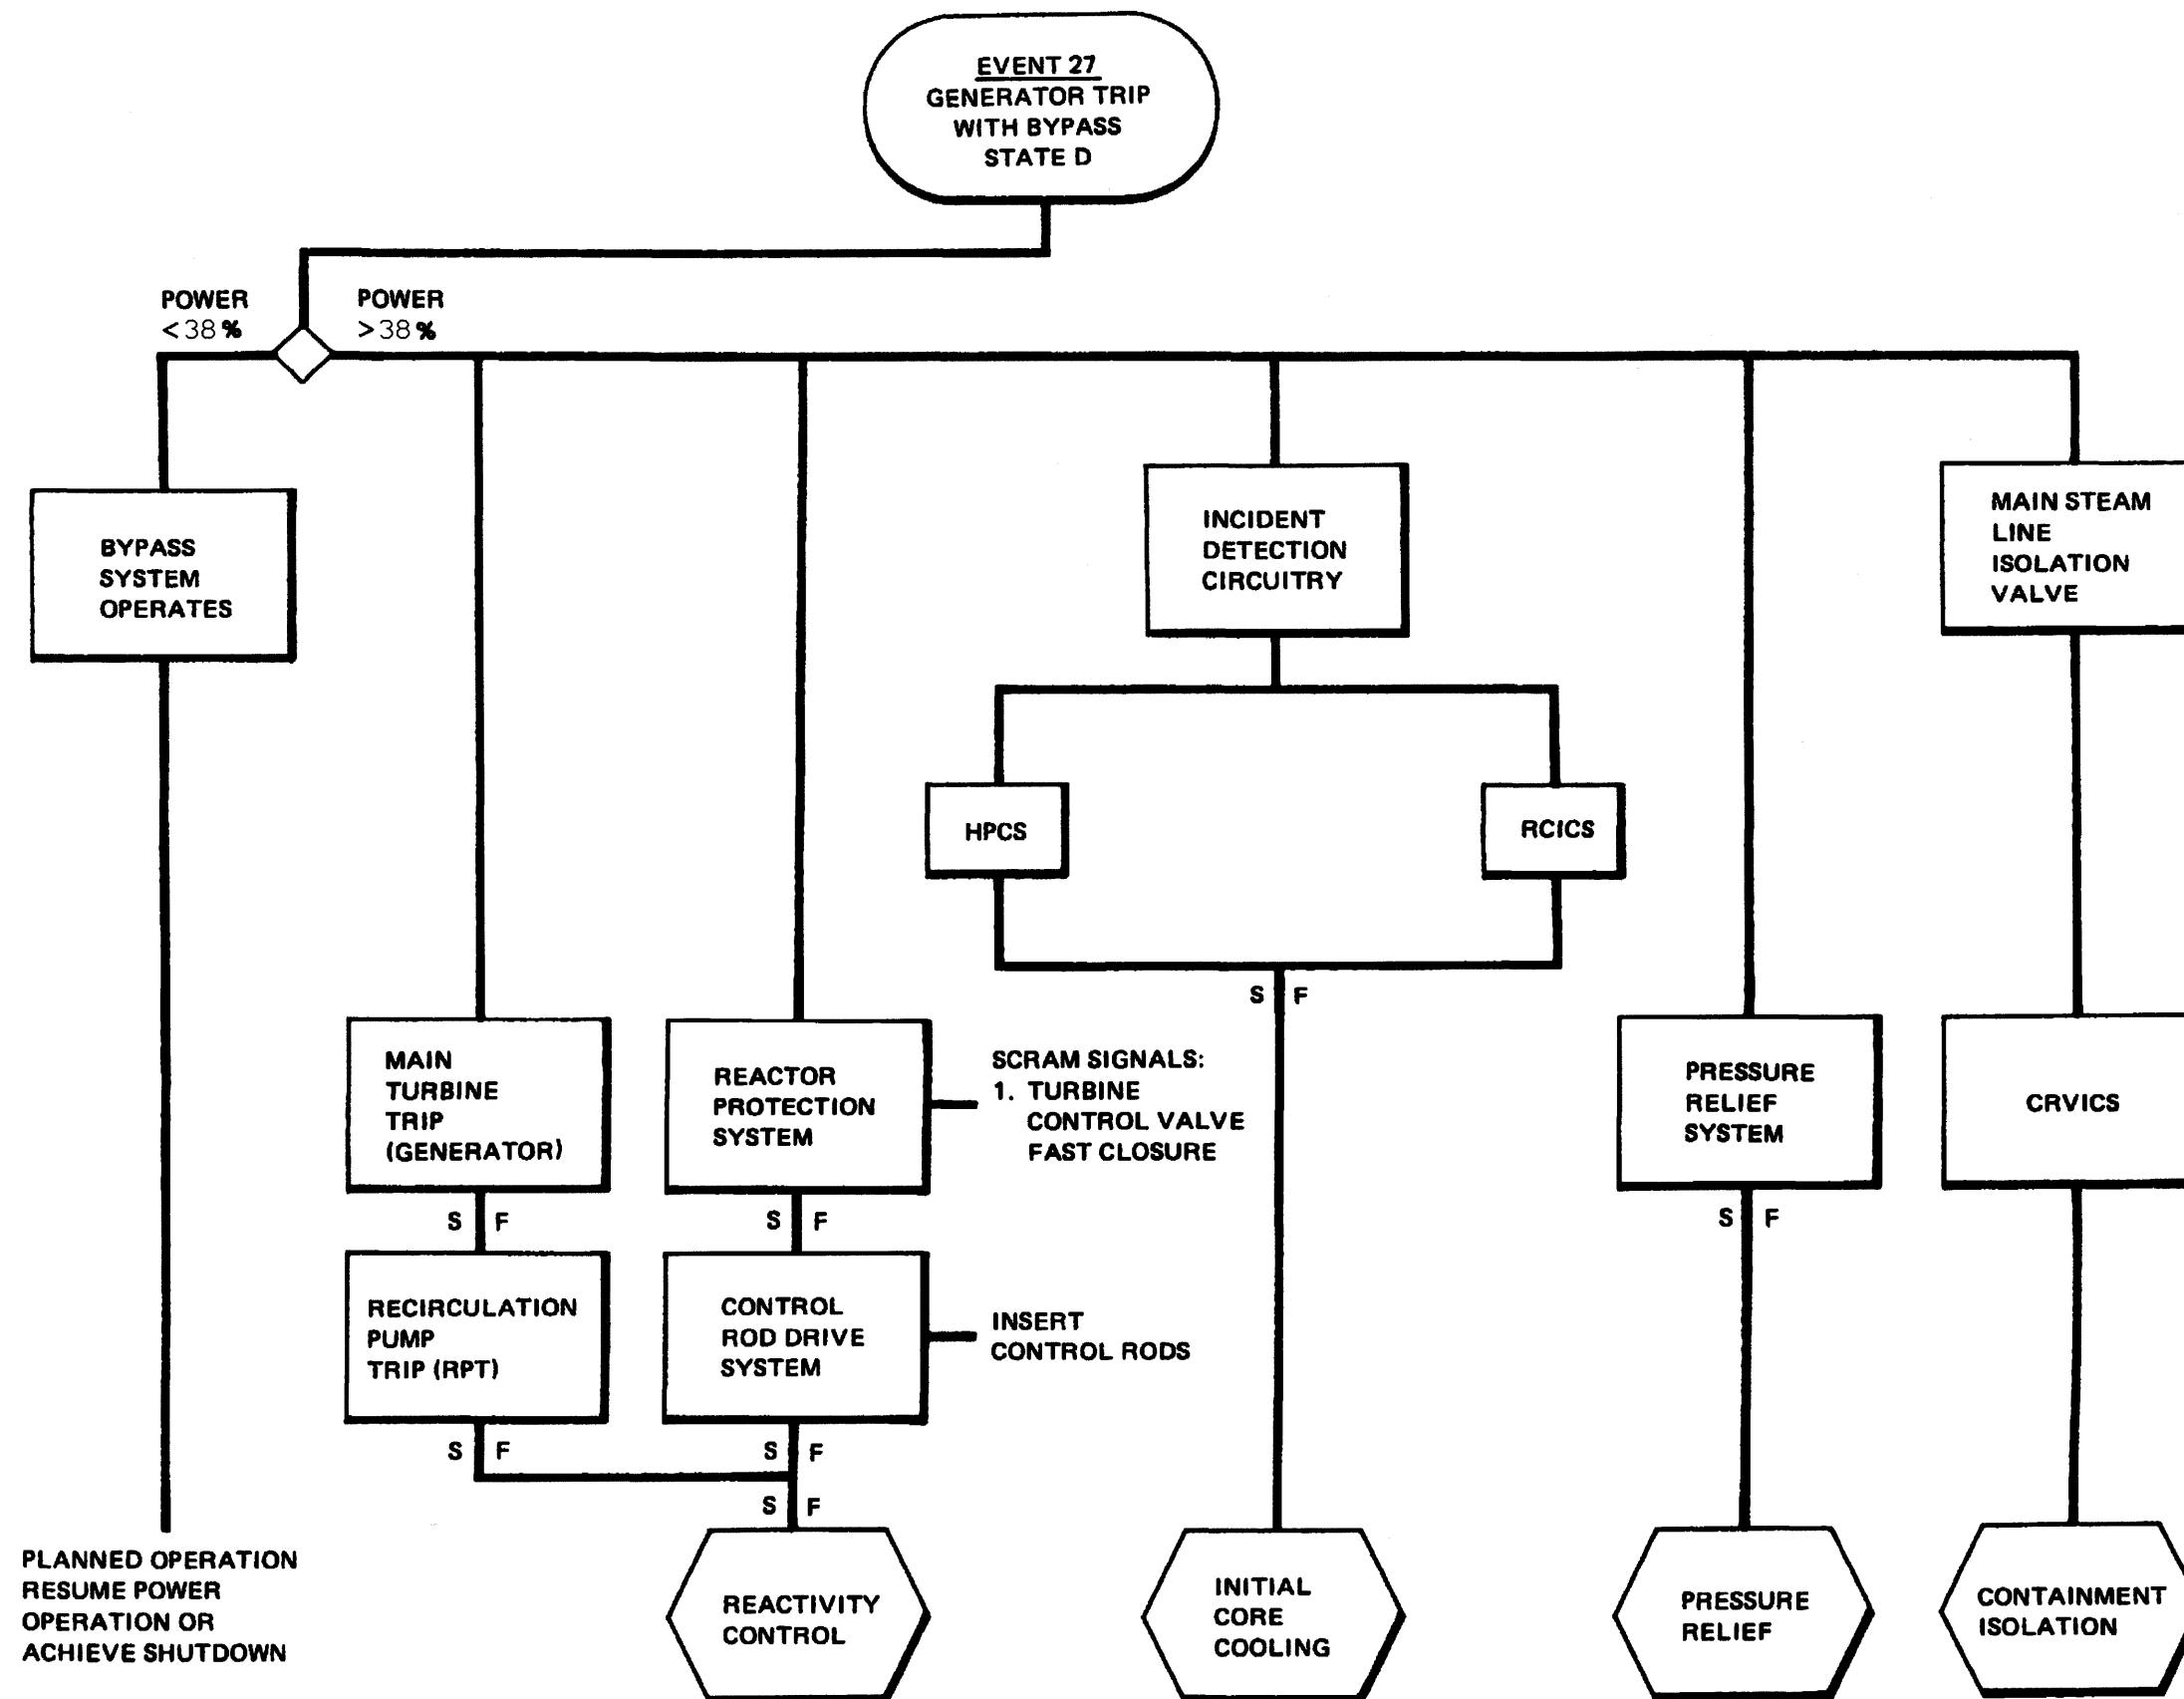 EVENT 27
GENERATOR TRIP
WITH BYPASS
STATE D
POWER
<38%
POWER
>38%
BYPASS
SYSTEM
OPERATES
INCIDENT
DETECTION
CIRCUITRY
MAIN STEAM
LINE
ISOLATION
VALVE
HPCS
RCICS
S F
MAIN
TURBINE
TRIP
(GENERATOR)
REACTOR
PROTECTION
SYSTEM
SCRAM SIGNALS:
1. TURBINE
CONTROL VALVE
FAST CLOSURE
PRESSURE
RELIEF
SYSTEM
CRVICS
S F
S F
S F
RECIRCULATION
PUMP
TRIP (RPT)
CONTROL
ROD DRIVE
SYSTEM
INSERT
CONTROL RODS
S F
S F
S F
PLANNED OPERATION
RESUME POWER
OPERATION OR
ACHIEVE SHUTDOWN
REACTIVITY
CONTROL
INITIAL
CORE
COOLING
PRESSURE
RELIEF
CONTAINMENT
ISOLATION